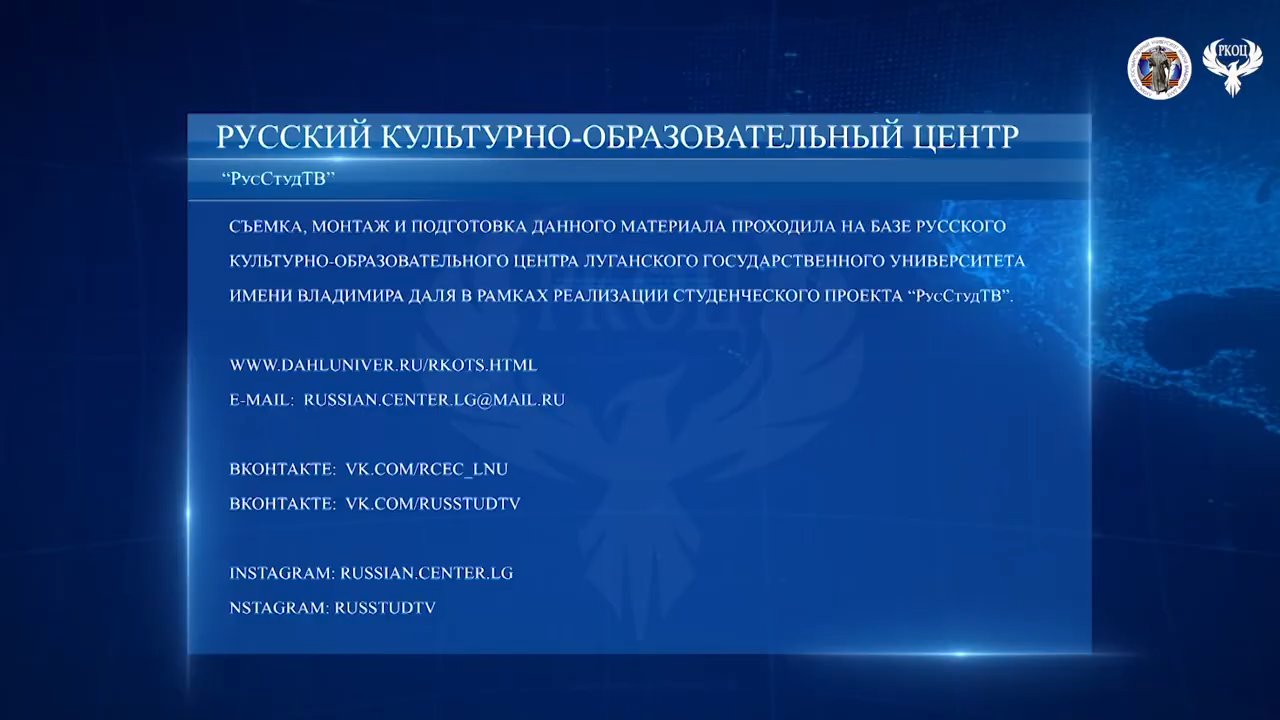 РКОЦ
РУССКИЙ КУЛЬТУРНО-ОБРАЗОВАТЕЛЬНЫЙ ЦЕНТР
“РусСтудТВ”
СЪЕМКА, МОНТАЖ И ПОДГОТОВКА ДАННОГО МАТЕРИАЛА ПРОХОДИЛА НА БАЗЕ РУССКОГО
КУЛЬТУРНО-ОБРАЗОВАТЕЛЬНОГО ЦЕНТРА ЛУГАНСКОГО ГОСУДАРСТВЕННОГО УНИВЕРСИТЕТА
ИМЕНИ ВЛАДИМИРА ДАЛЯ В РАМКАХ РЕАЛИЗАЦИИ СТУДЕНЧЕСКОГО ПРОЕКТА “РусСтудТВ”.
РКОЦ
WWW.DAHLUNIVER.RU/RKOTS.HTML
E-MAIL: RUSSIAN.CENTER.LG@MAIL.RU
ВКОНТАКТЕ: VK.COM/RCEC_LNU
ВКОНТАКТЕ: VK.COM/RUSSTUDTV
INSTAGRAM: RUSSIAN.CENTER.LG
NSTAGRAM: RUSSTUDTV